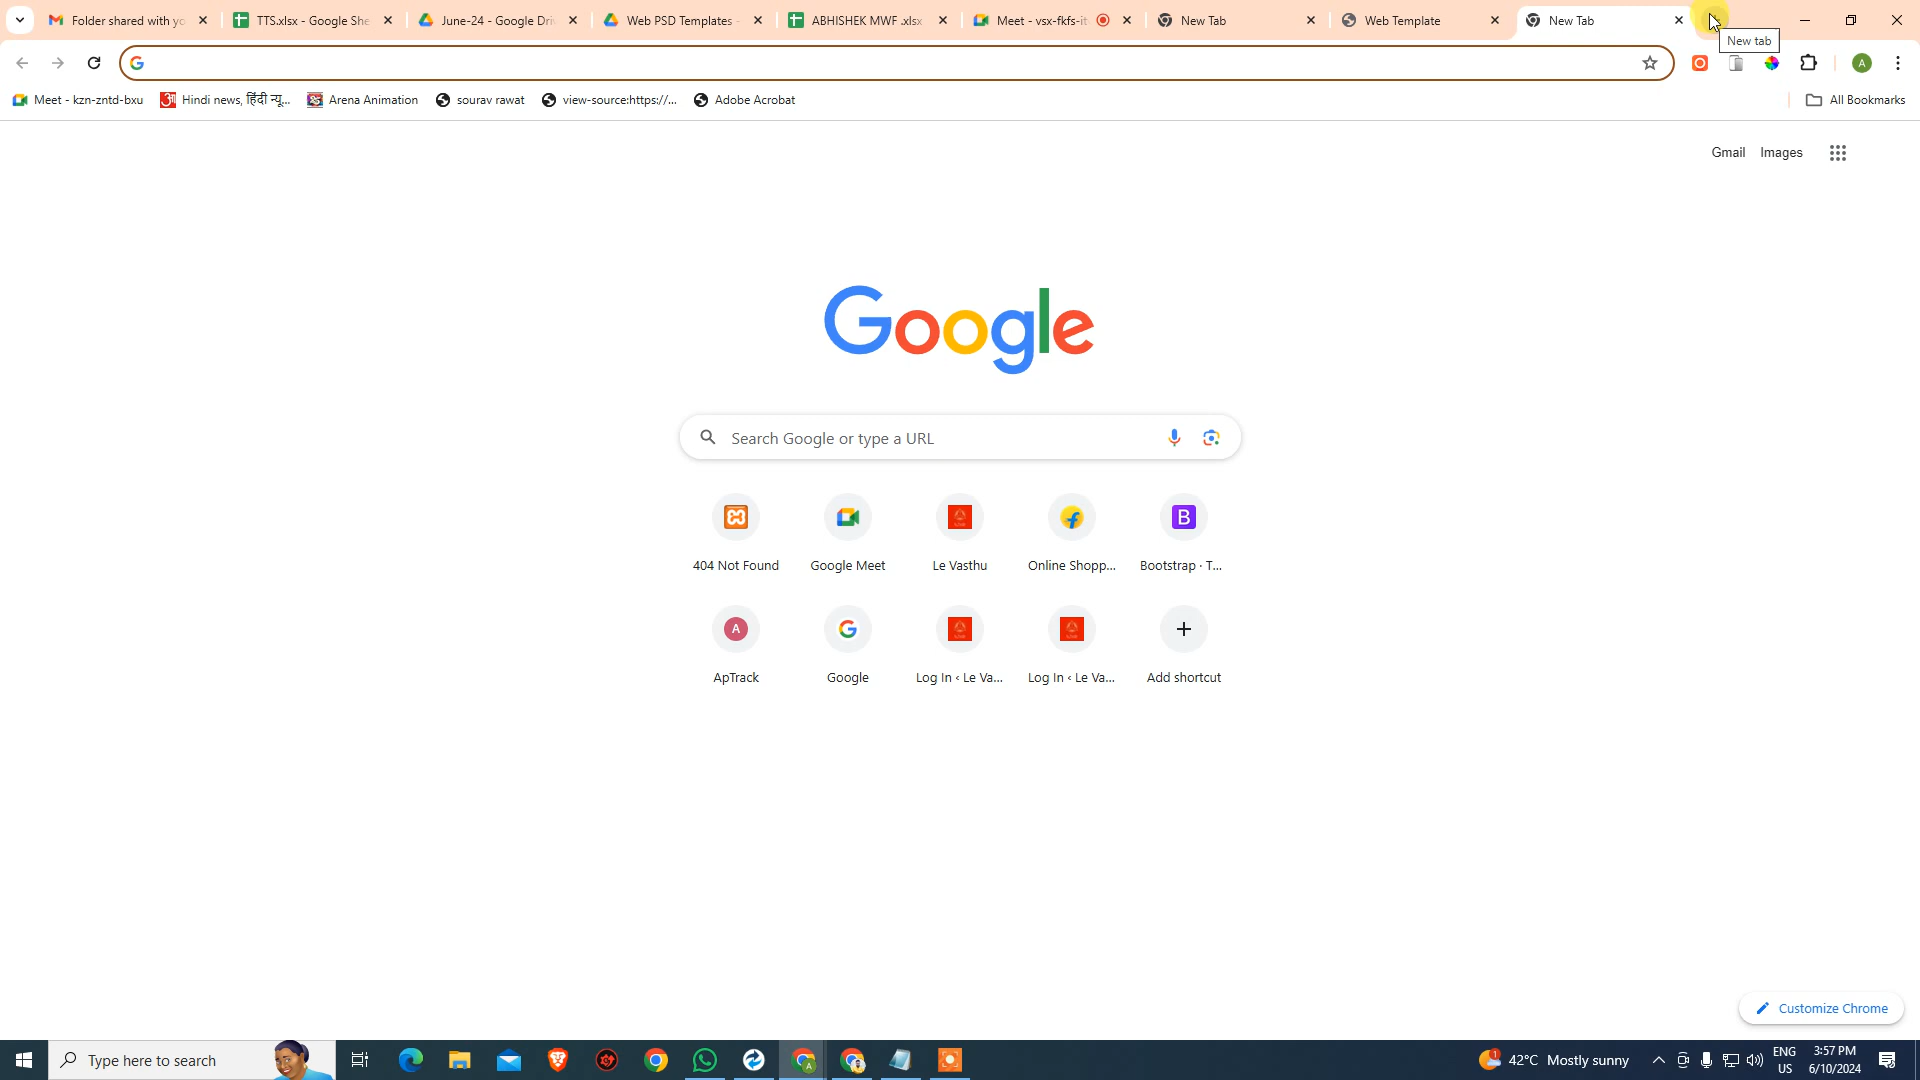 Folder shared with yo
TTS.xlsx - Google She
June-24 - Google Dri
Web PSD Templates -
ABHISHEK MWF .xlsx
Meet - vsx-fkfs-it
New Tab
Web Template
New Tab
New tab
Meet - kzn-zntd-bxu
Hindi news, हिंदी न्यू...
Arena Animation
sourav rawat
view-source:https://...
Adobe Acrobat
All Bookmarks
Gmail
Images
Google
Search Google or type a URL
404 Not Found
Google Meet
Le Vasthu
Online Shopp...
Bootstrap · T...
ApTrack
Google
Log In ‹ Le Va...
Log In ‹ Le Va...
Add shortcut
Customize Chrome
Type here to search
42°C Mostly sunny
ENG
US
3:57 PM
6/10/2024